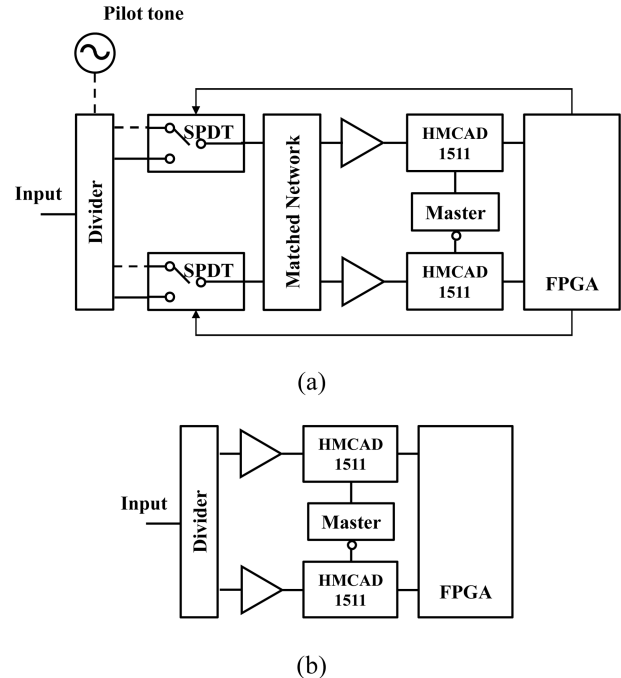 Pilot tone
SPDT
HMCAD
1511
Input
Divider
Matched Network
Master
SPDT
HMCAD
1511
FPGA
(a)
HMCAD
1511
Input
Divider
Master
HMCAD
1511
FPGA
(b)